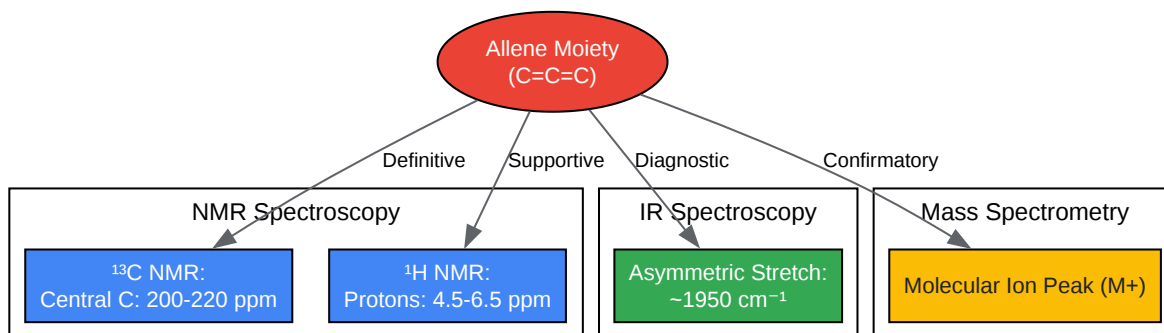 Allene Moiety
(C=C=C)
Definitive
Supportive
Diagnostic
Confirmatory
NMR Spectroscopy
IR Spectroscopy
Mass Spectrometry
¹³C NMR:
Central C: 200-220 ppm
¹H NMR:
Protons: 4.5-6.5 ppm
Asymmetric Stretch:
~1950 cm⁻¹
Molecular Ion Peak (M+)